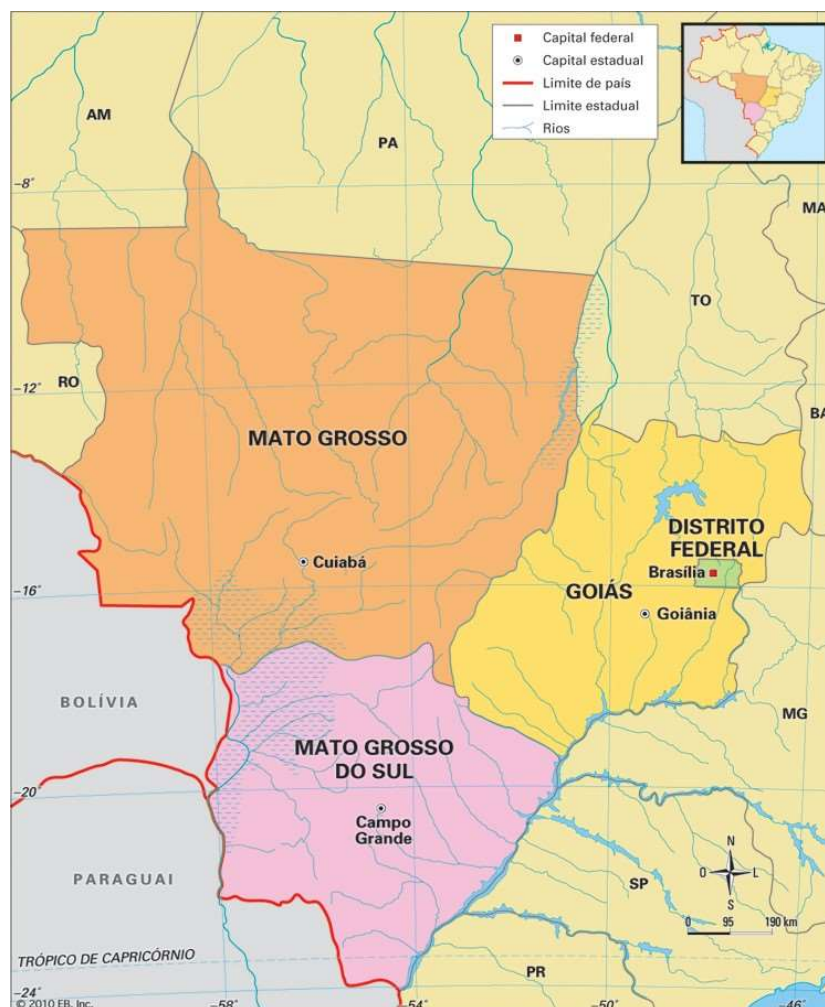 Capital federal
Capital estadual
Limite de país
Limite estadual
Rios
AM
PA
–8°
MA
TO
RO
–12°
BA
MATO GROSSO
DISTRITO
FEDERAL
Cuiabá
Brasília
–16°
GOIÁS
Goiânia
BOLÍVIA
MG
MATO GROSSO
DO SUL
–20°
Campo
Grande
PARAGUAI
N
O
L
S
SP
0 95 190 km
TRÓPICO DE CAPRICÓRNIO
PR
–24°
© 2010 EB, Inc.
–58°
–54°
–50°
–46°